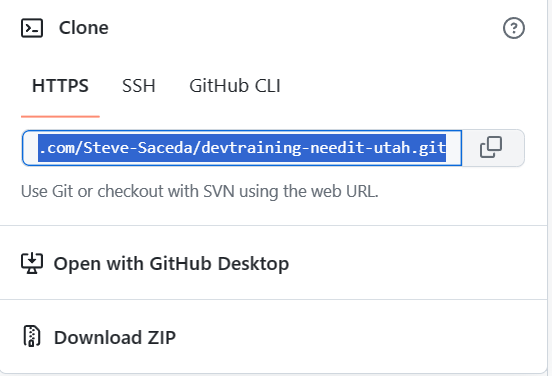 Clone
HTTPS SSH GitHub CLI
.com/Steve-Saceda/devtraining-needit-utah.git
Use Git or checkout with SVN using the web URL.
Open with GitHub Desktop
Download ZIP